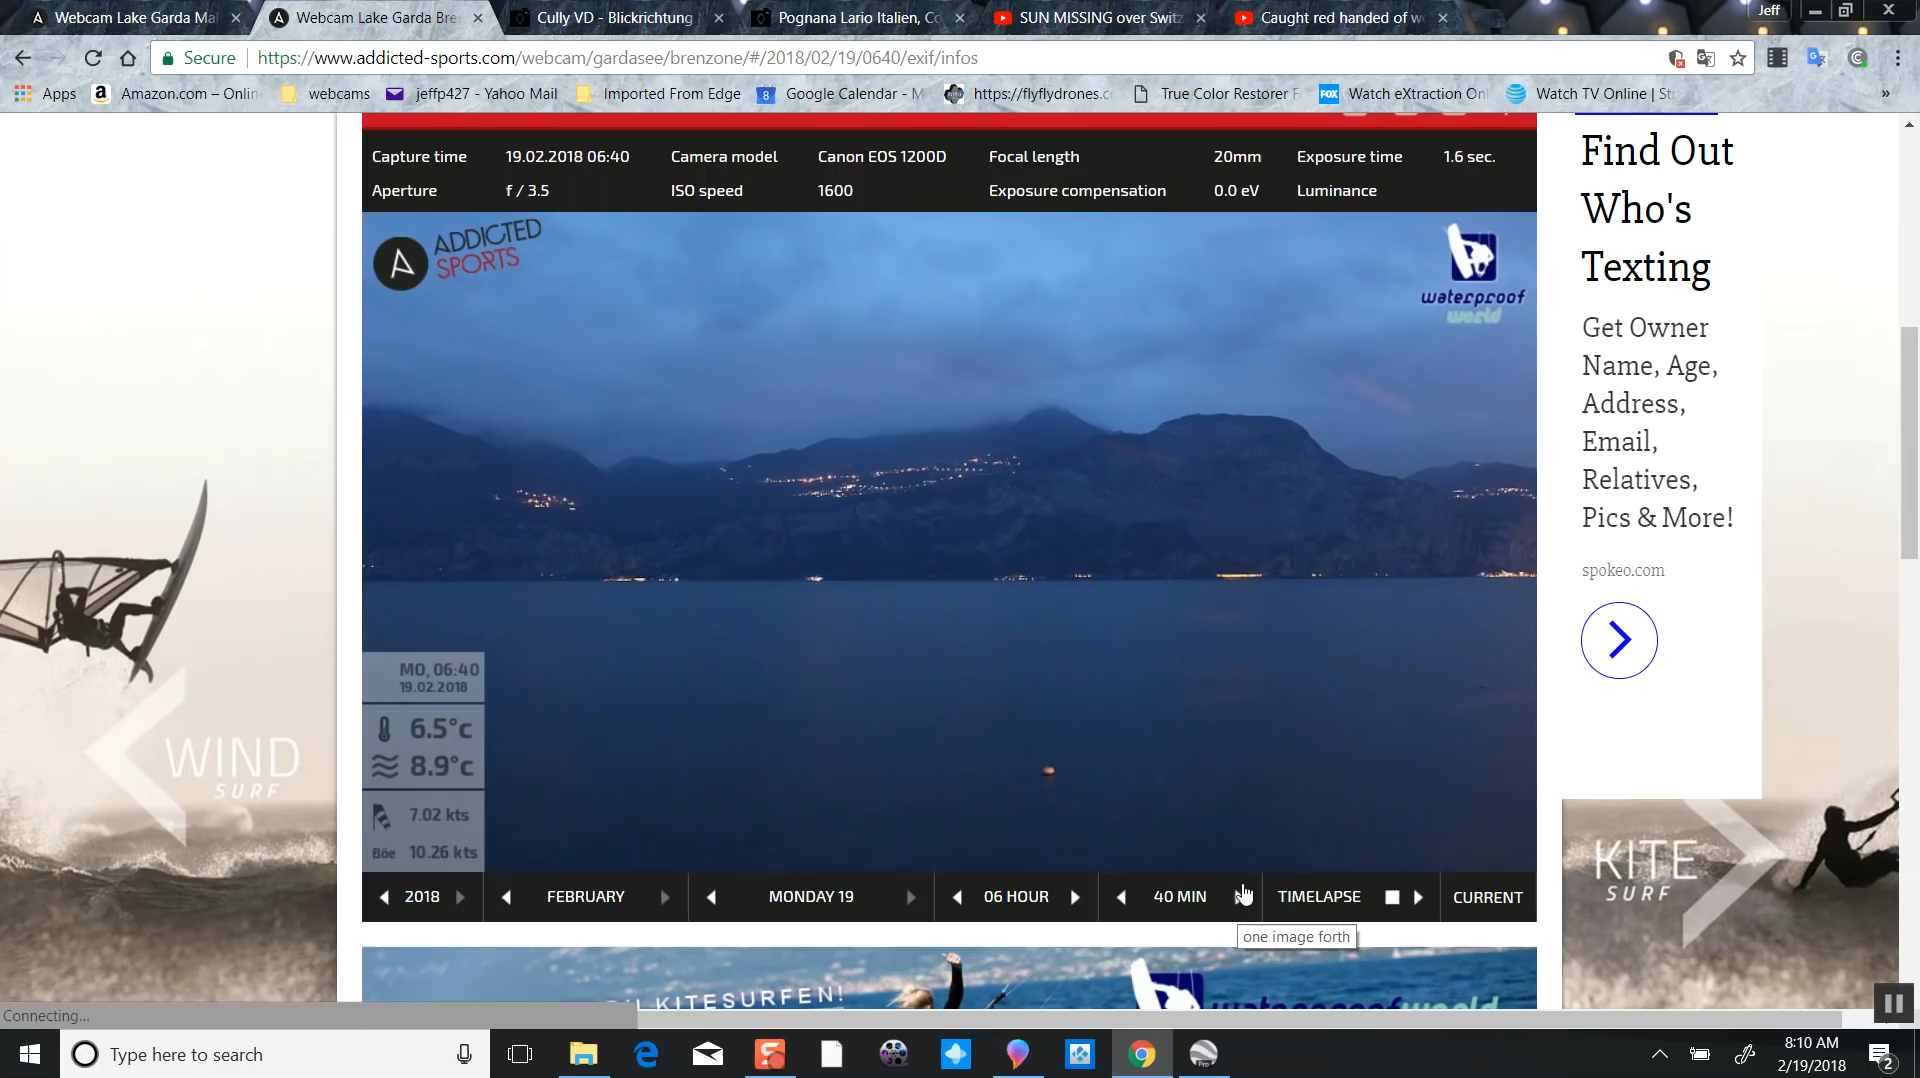 Webcam Lake Garda Mal
Webcam Lake Garda Bre
Cully VD - Blickrichtung
Pognana Lario Italien, Co
SUN MISSING over Switz
Caught red handed of w
Jeff
Secure
https://www.addicted-sports.com/webcam/gardasee/brenzone/#/2018/02/19/0640/exif/infos
Apps
Amazon.com – Onlin
webcams
jeffp427 - Yahoo Mail
Imported From Edge
Google Calendar - M
https://flyflydrones.c
True Color Restorer F
FOX
Watch eXtraction Onl
Watch TV Online | St
»
Capture time 19.02.2018 06:40 Camera model Canon EOS 1200D Focal length 20mm Exposure time 1.6 sec.
Aperture f / 3.5 ISO speed 1600 Exposure compensation 0.0 eV Luminance
ADDICTED
SPORTS
waterproof
world
MO, 06:40
19.02.2018
6.5°c
8.9°c
7.02 kts
Böe 10.26 kts
2018 FEBRUARY MONDAY 19 06 HOUR 40 MIN TIMELAPSE CURRENT
one image forth
KITESURFEN!
Find Out
Who's
Texting
Get Owner
Name, Age,
Address,
Email,
Relatives,
Pics & More!
spokeo.com
WIND
SURF
KITE
SURF
Connecting...
Type here to search
8:10 AM
2/19/2018
2